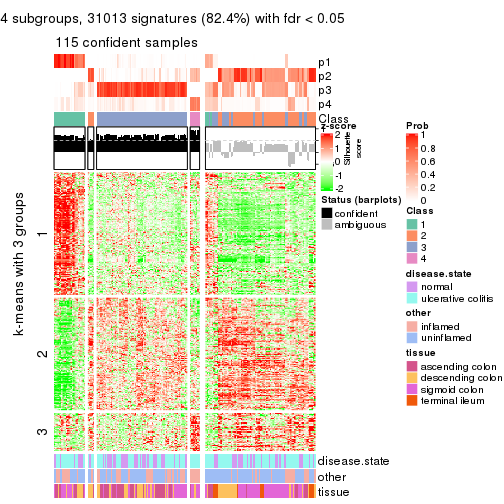 4 subgroups, 31013 signatures (82.4%) with fdr < 0.05
115 confident samples
p1
p2
p3
p4
Class
k-means with 3 groups
1
2
3
z-score
2
1
0
-1
-2
Silhouette
score
Status (barplots)
confident
ambiguous
disease.state
other
tissue
Prob
1
0.8
0.6
0.4
0.2
0
Class
1
2
3
4
disease.state
normal
ulcerative colitis
other
inflamed
uninflamed
tissue
ascending colon
descending colon
sigmoid colon
terminal ileum